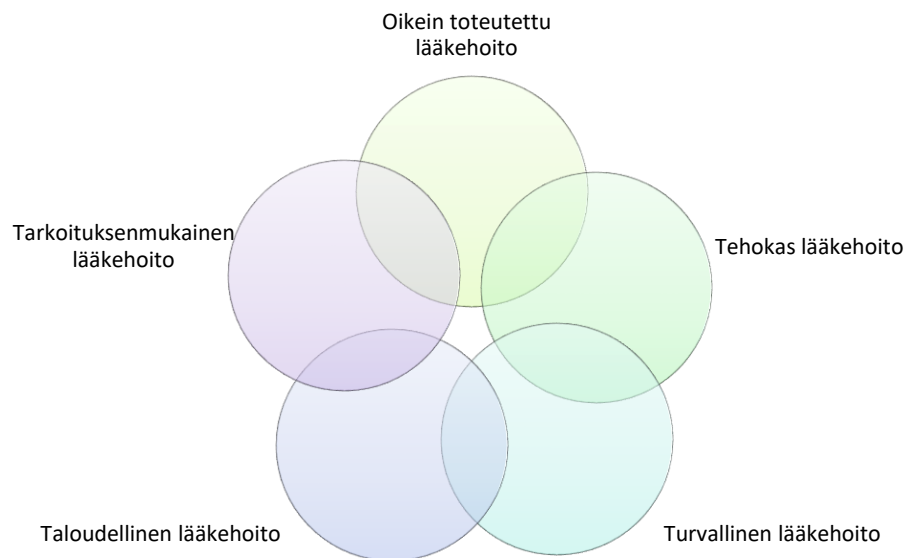 Oikein toteutettu
lääkehoito
Tarkoituksenmukainen
lääkehoito
Tehokas lääkehoito
Taloudellinen lääkehoito
Turvallinen lääkehoito